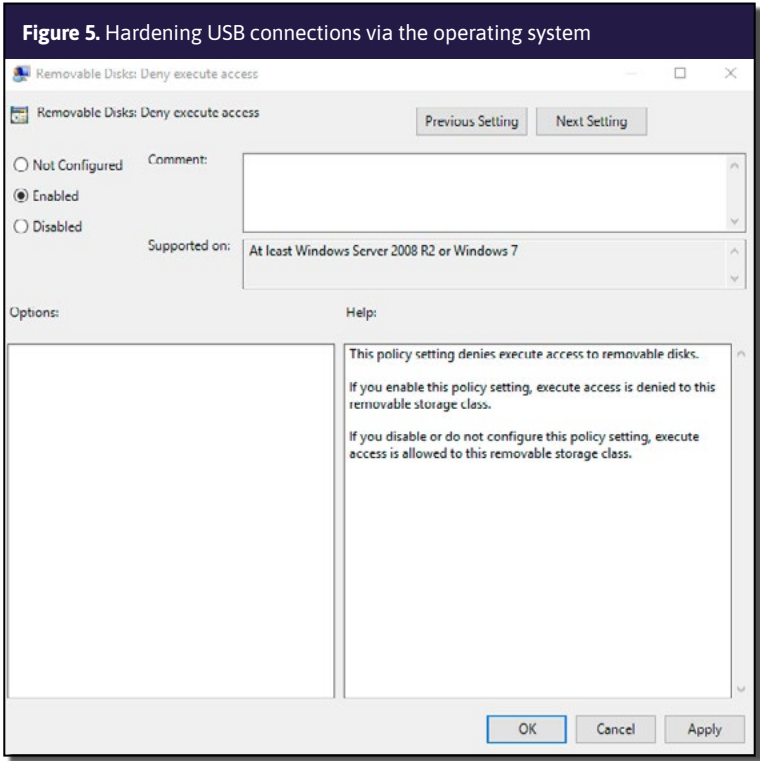 Figure 5. Hardening USB connections via the operating system
Removable Disks: Deny execute access
Removable Disks: Deny execute access
Previous Setting
Next Setting
Not Configured
Comment:
Enabled
Disabled
Supported on:
At least Windows Server 2008 R2 or Windows 7
Options:
Help:
This policy setting denies execute access to removable disks.
If you enable this policy setting, execute access is denied to this
removable storage class.
If you disable or do not configure this policy setting, execute
access is allowed to this removable storage class.
OK
Cancel
Apply